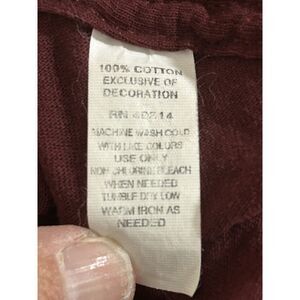 100% COTTON
EXCLUSIVE OF
DECORATION
RN 40214
MACHINE WASH COLD
WITH LIKE COLORS
USE ONLY
NON CHLORINE BLEACH
WHEN NEEDED
TUMBLE DRY LOW
WARM IRON AS
NEEDED